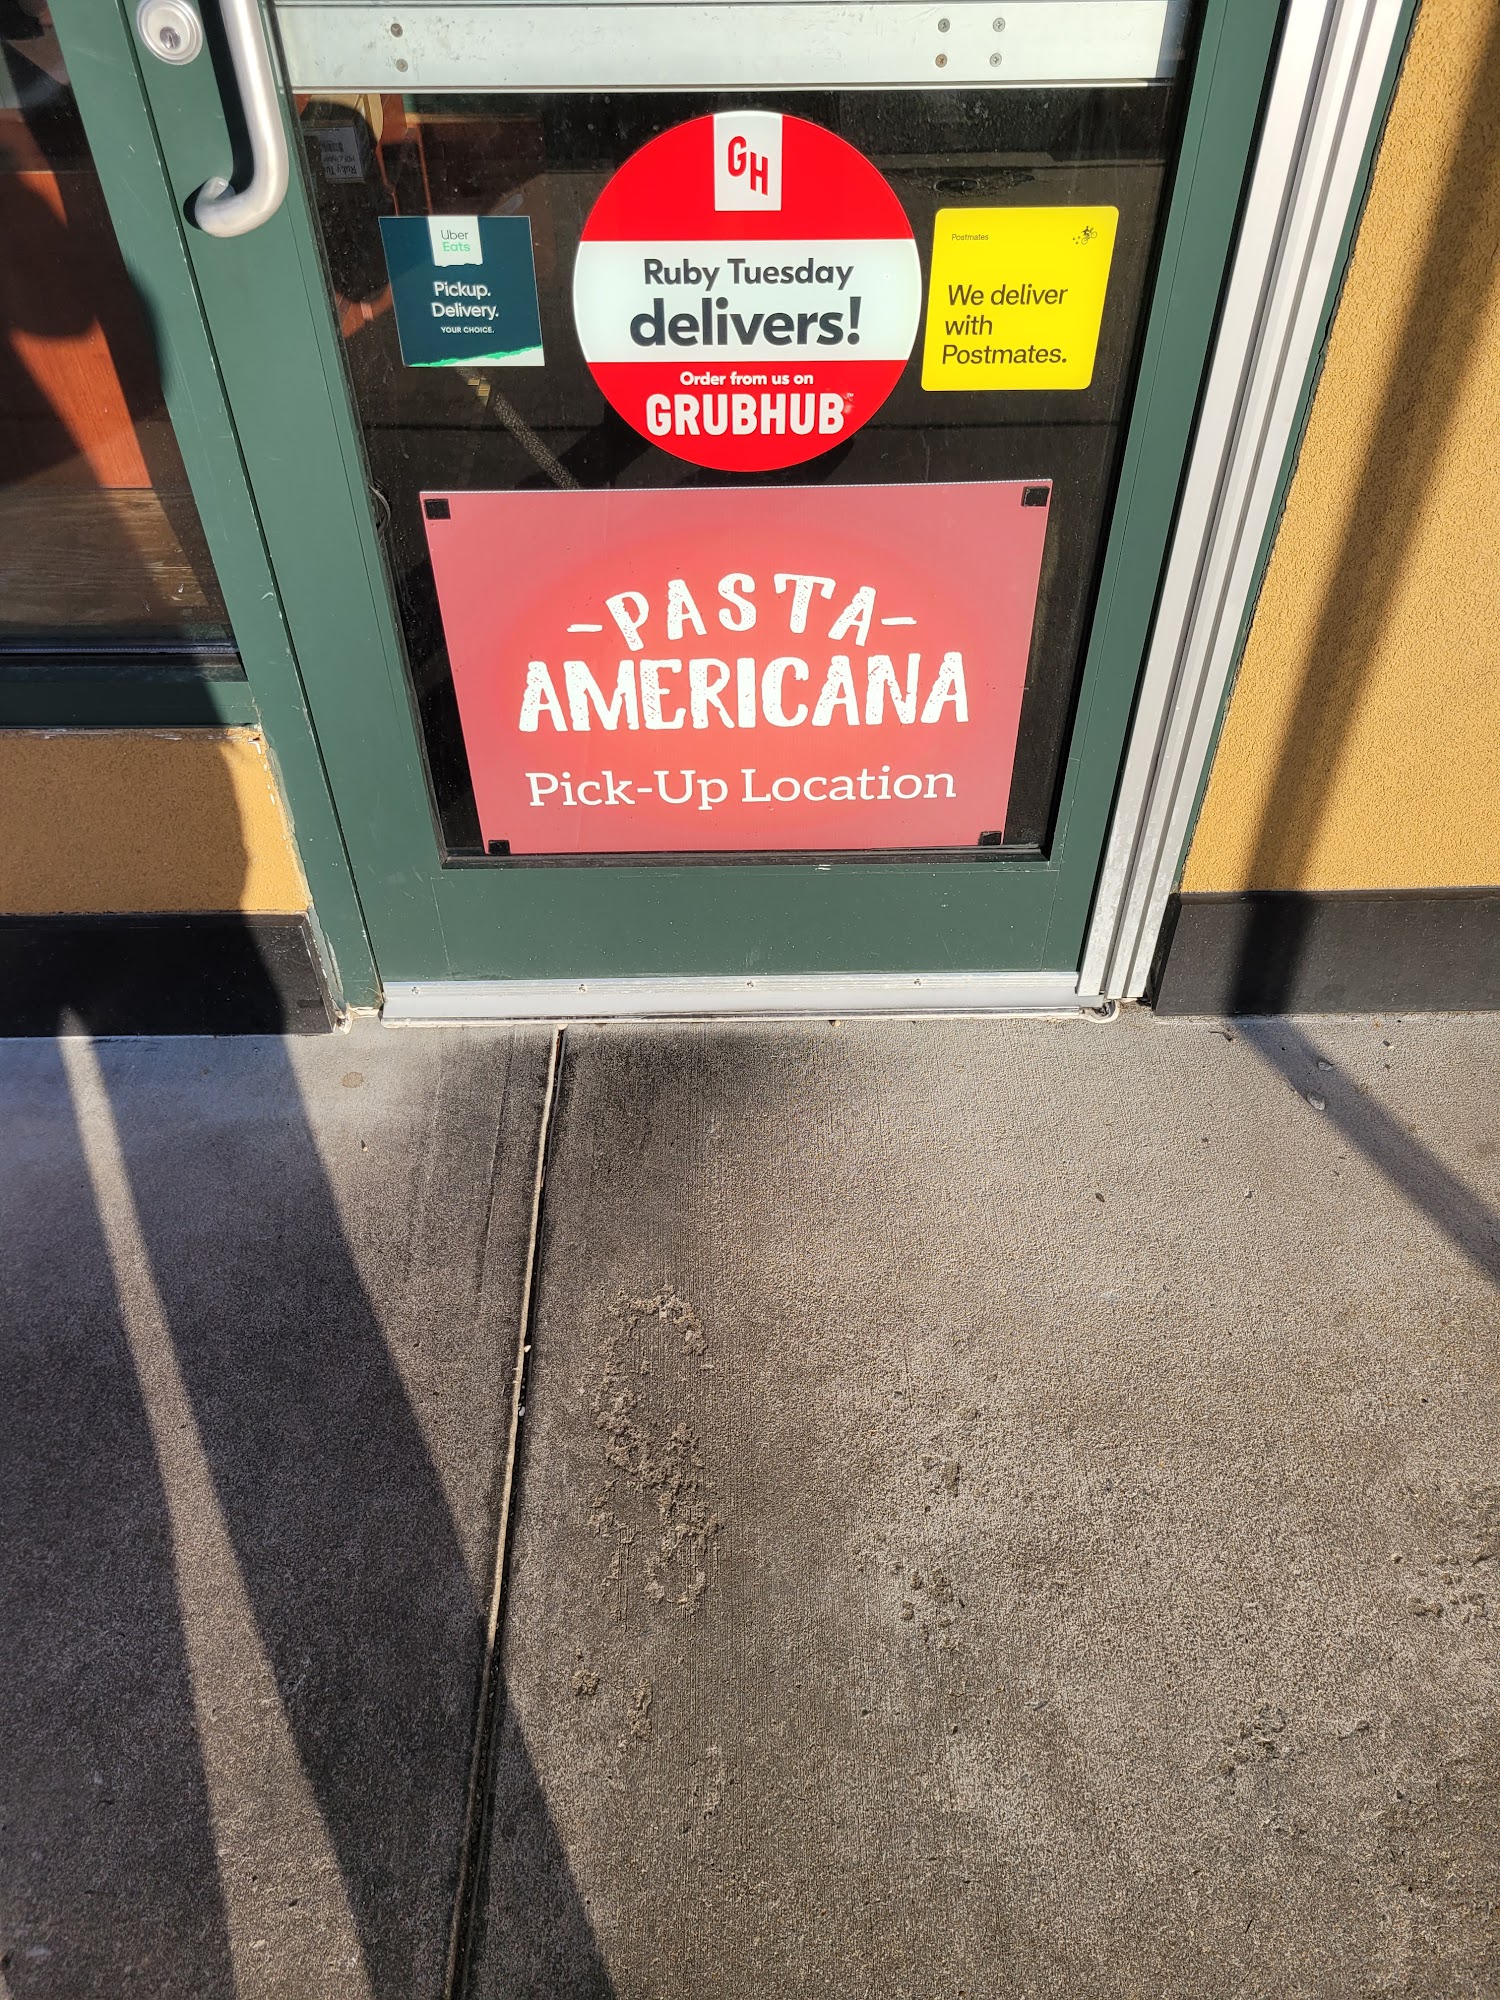 GH
Ruby Tuesday
delivers!
Order from us on
GRUBHUB
Uber
Eats
Pickup.
Delivery.
YOUR CHOICE.
Postmates
We deliver
with
Postmates.
-PASTA-
AMERICANA
Pick-Up Location